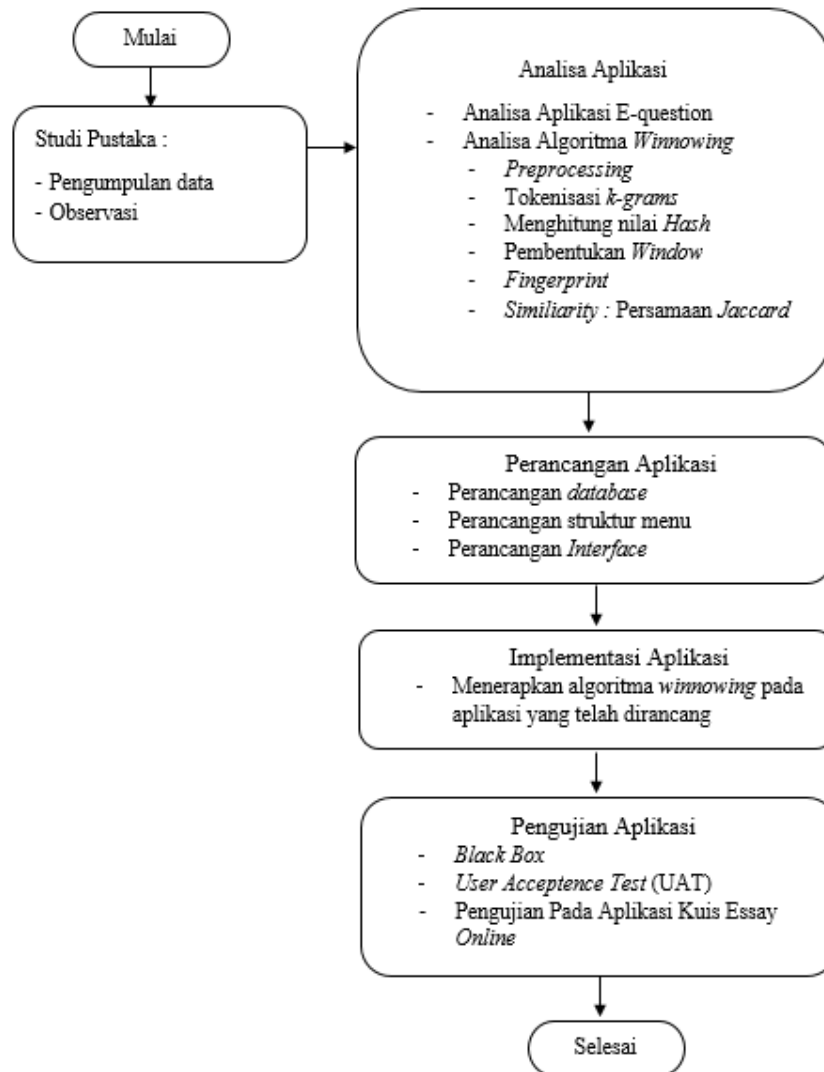 Mulai
Studi Pustaka :
- Pengumpulan data
- Observasi
Analisa Aplikasi
- Analisa Aplikasi E-question
- Analisa Algoritma Winnowing
- Preprocessing
- Tokenisasi k-grams
- Menghitung nilai Hash
- Pembentukan Window
- Fingerprint
- Similiarity : Persamaan Jaccard
Perancangan Aplikasi
- Perancangan database
- Perancangan struktur menu
- Perancangan Interface
Implementasi Aplikasi
- Menerapkan algoritma winnowing pada
aplikasi yang telah dirancang
Pengujian Aplikasi
- Black Box
- User Acceptence Test (UAT)
- Pengujian Pada Aplikasi Kuis Essay
Online
Selesai